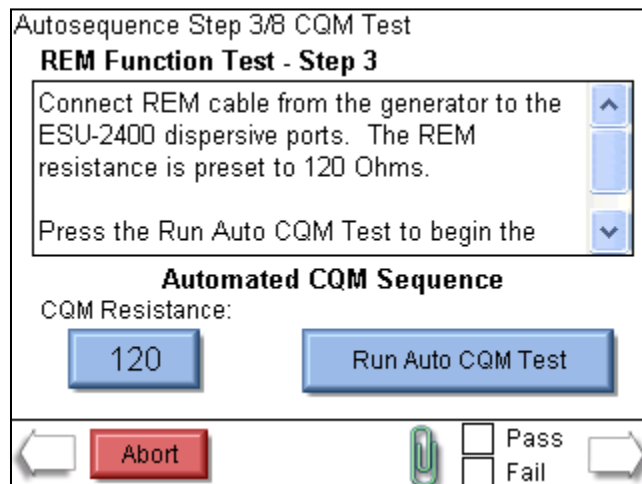 Autosequence Step 3/8 CQM Test
REM Function Test - Step 3
Connect REM cable from the generator to the
ESU-2400 dispersive ports.  The REM
resistance is preset to 120 Ohms.
Press the Run Auto CQM Test to begin the
Automated CQM Sequence
CQM Resistance:
120
Run Auto CQM Test
Abort
Pass
Fail